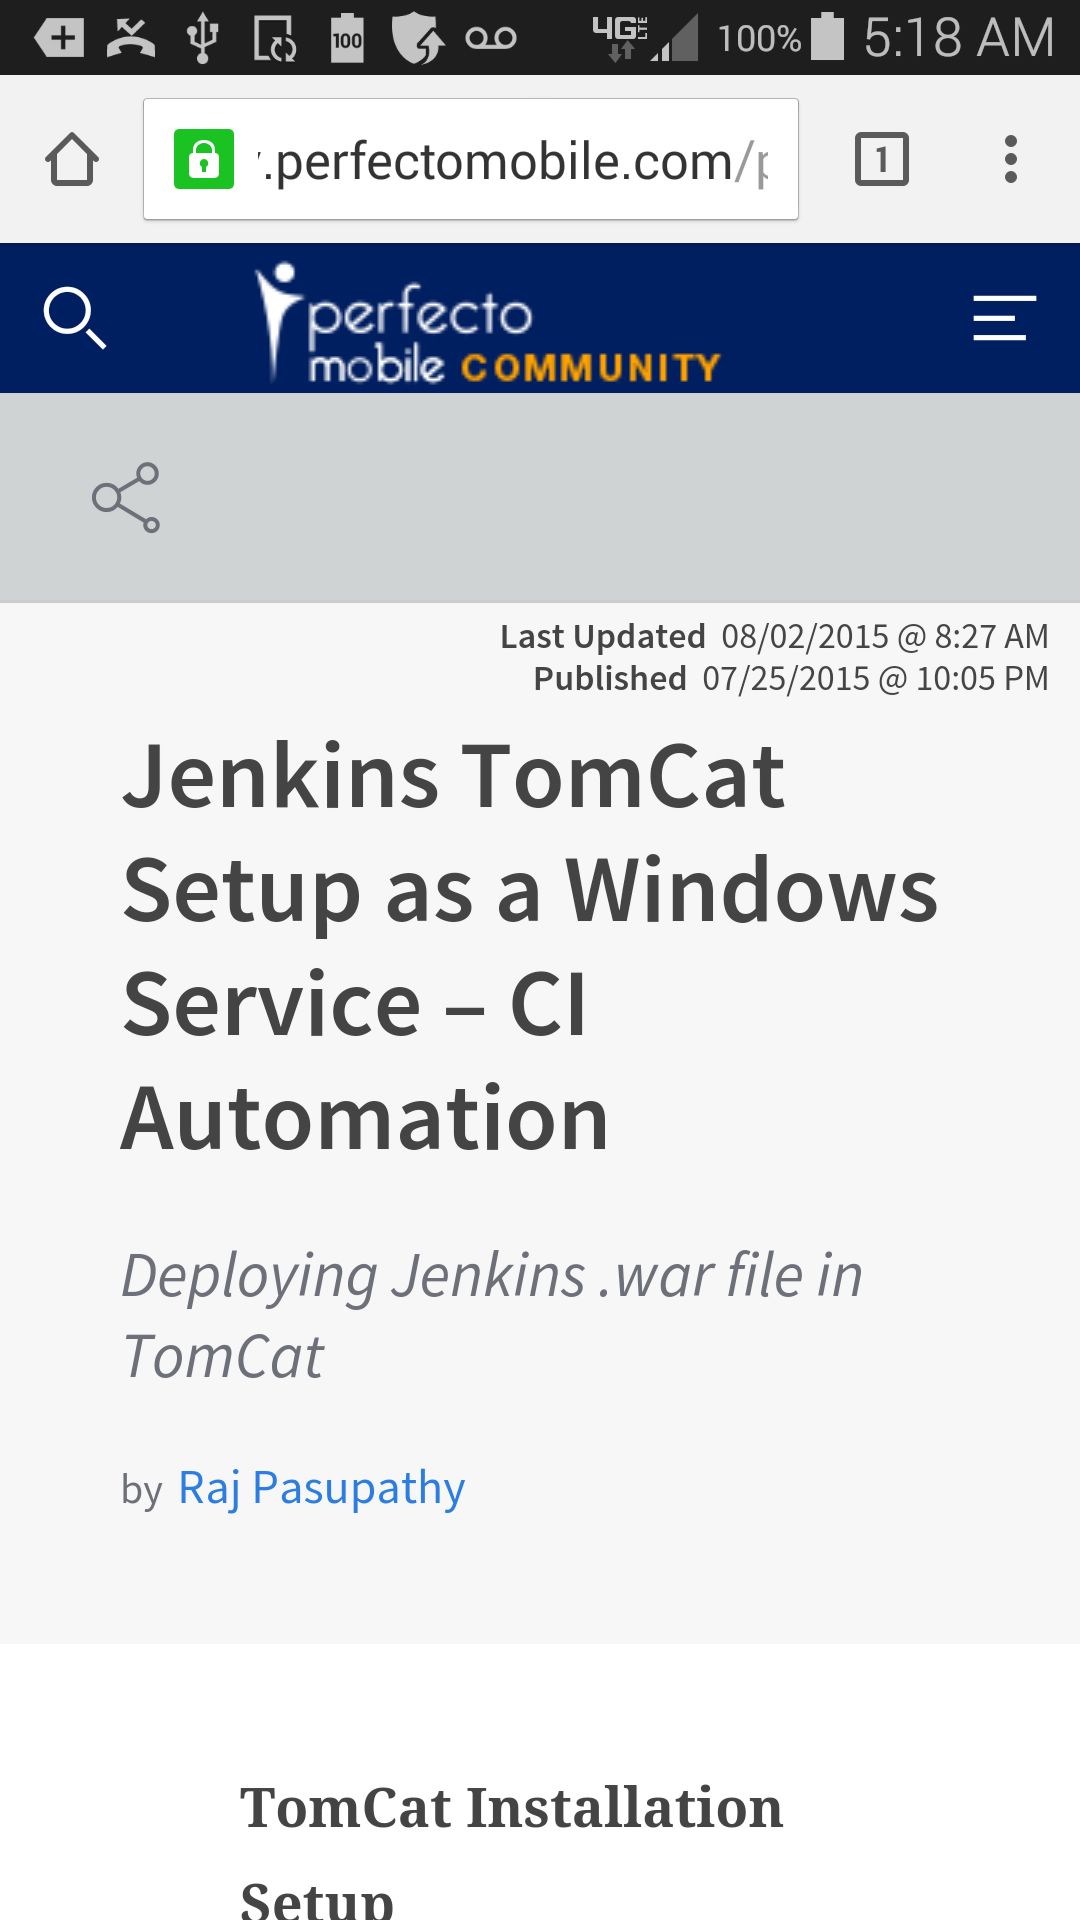 100
4G LTE 100% 5:18 AM
.perfectomobile.com/
1
perfecto
mobile COMMUNITY
Last Updated 08/02/2015 @ 8:27 AM
Published 07/25/2015 @ 10:05 PM
Jenkins TomCat
Setup as a Windows
Service – CI
Automation
Deploying Jenkins .war file in
TomCat
by Raj Pasupathy
TomCat Installation
Setup